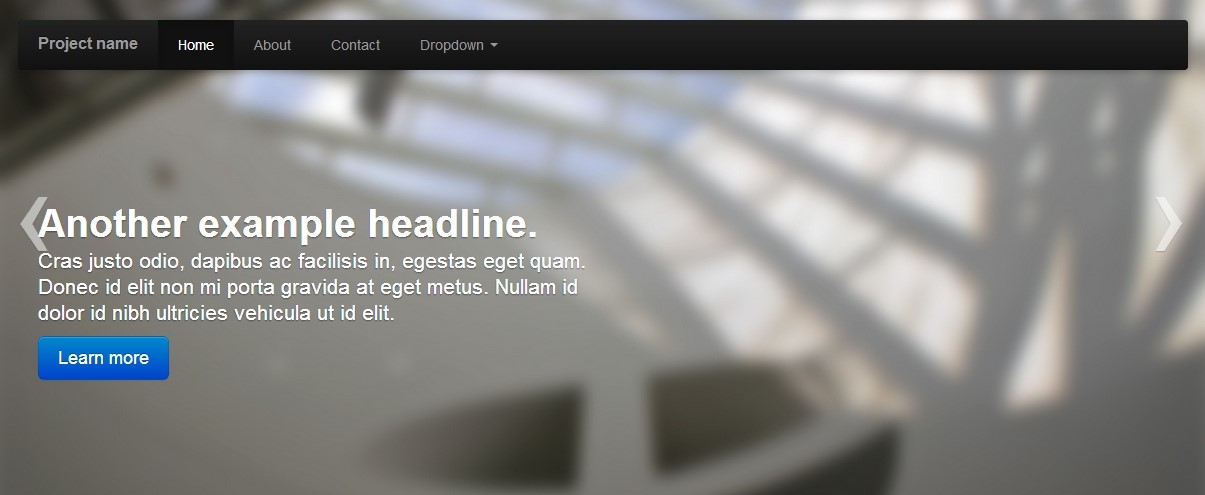 Project name Home About Contact Dropdown
Another example headline.
Cras justo odio, dapibus ac facilisis in, egestas eget quam.
Donec id elit non mi porta gravida at eget metus. Nullam id
dolor id nibh ultricies vehicula ut id elit.
Learn more